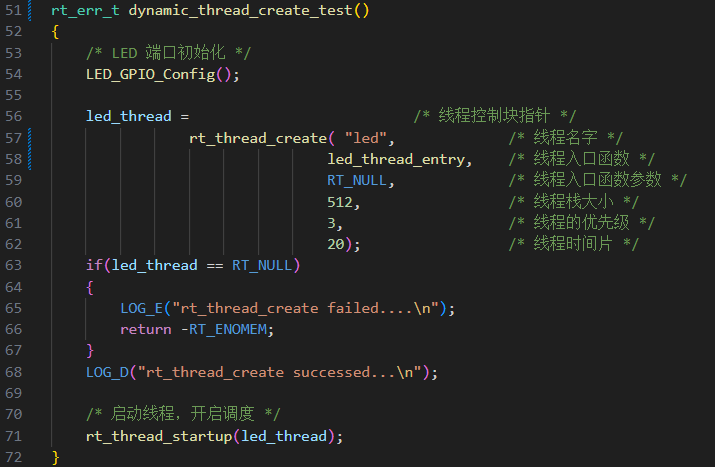 51 rt_err_t dynamic_thread_create_test()
52 {
53     /* LED 端口初始化 */
54     LED_GPIO_Config();
55
56     led_thread =                          /* 线程控制块指针 */
57                 rt_thread_create( "led",             /* 线程名字 */
58                                 led_thread_entry,    /* 线程入口函数 */
59                                 RT_NULL,             /* 线程入口函数参数 */
60                                 512,                 /* 线程栈大小 */
61                                 3,                   /* 线程的优先级 */
62                                 20);                 /* 线程时间片 */
63     if(led_thread == RT_NULL)
64     {
65         LOG_E("rt_thread_create failed....\n");
66         return -RT_ENOMEM;
67     }
68     LOG_D("rt_thread_create successed...\n");
69
70     /* 启动线程，开启调度 */
71     rt_thread_startup(led_thread);
72 }